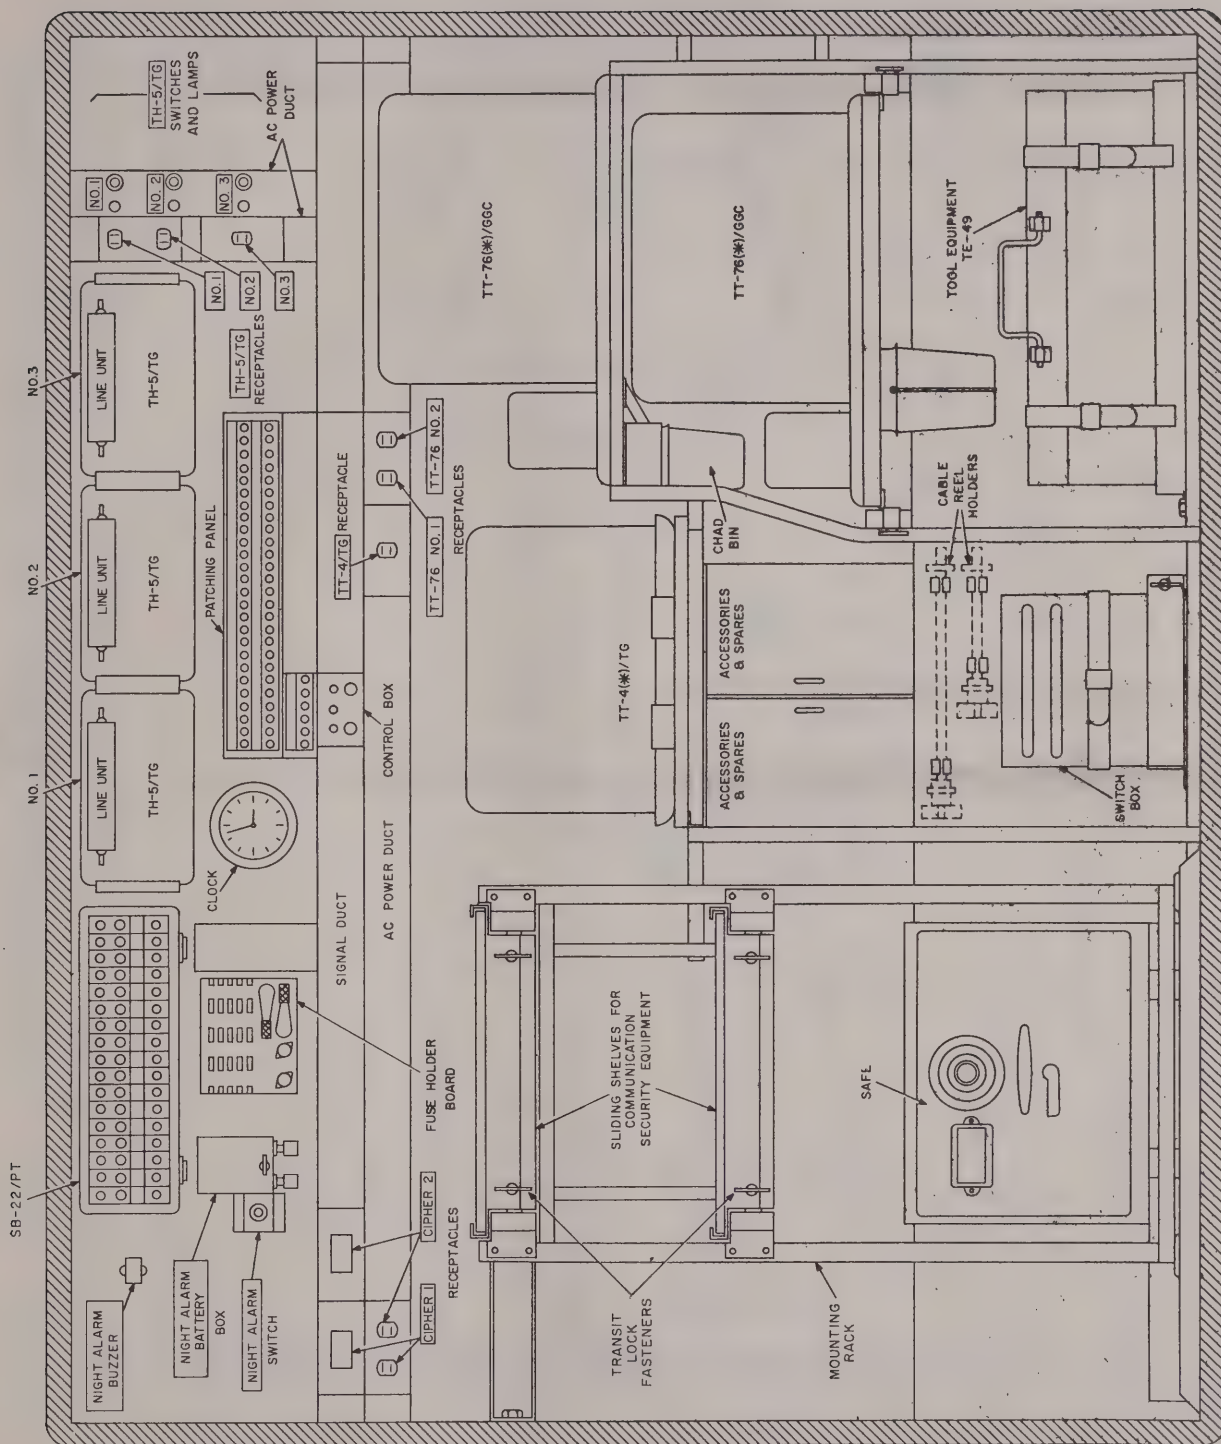 SB-22/PT
NO. 1
NO. 2
NO. 3
NIGHT ALARM
BUZZER
NIGHT ALARM
BATTERY
BOX
NIGHT ALARM
SWITCH
FUSE HOLDER
BOARD
CLOCK
LINE UNIT
TH-5/TG
LINE UNIT
TH-5/TG
LINE UNIT
TH-5/TG
PATCHING PANEL
TH-5/TG
RECEPTACLES
NO.1
NO.2
NO.3
NO.1
NO. 2
NO. 3
TH-5/TG
SWITCHES
AND LAMPS
AC POWER
DUCT
SIGNAL DUCT
AC POWER DUCT
CONTROL BOX
TT-4/TG RECEPTACLE
TT-76 NO.1
TT-76 NO. 2
RECEPTACLES
CIPHER 1
CIPHER 2
RECEPTACLES
TRANSIT
LOCK
FASTENERS
SLIDING SHELVES FOR
COMMUNICATION
SECURITY EQUIPMENT
MOUNTING
RACK
SAFE
TT-4(*)/TG
ACCESSORIES
& SPARES
ACCESSORIES
& SPARES
SWITCH
BOX
CABLE
REEL
HOLDERS
CHAD
BIN
TT-76(*)/GGC
TT-76(*)/GGC
TOOL EQUIPMENT
TE-49